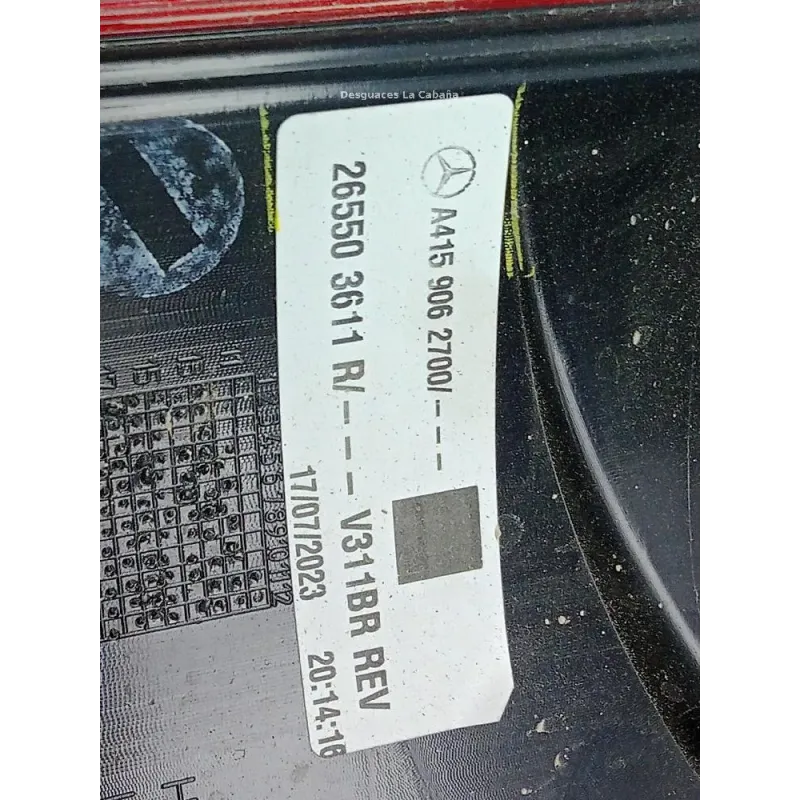 Desguaces La Cabaña
A415 906 2700/- - -
26550 3611 R/- - - V311BR REV
17/07/2023 20:14:16